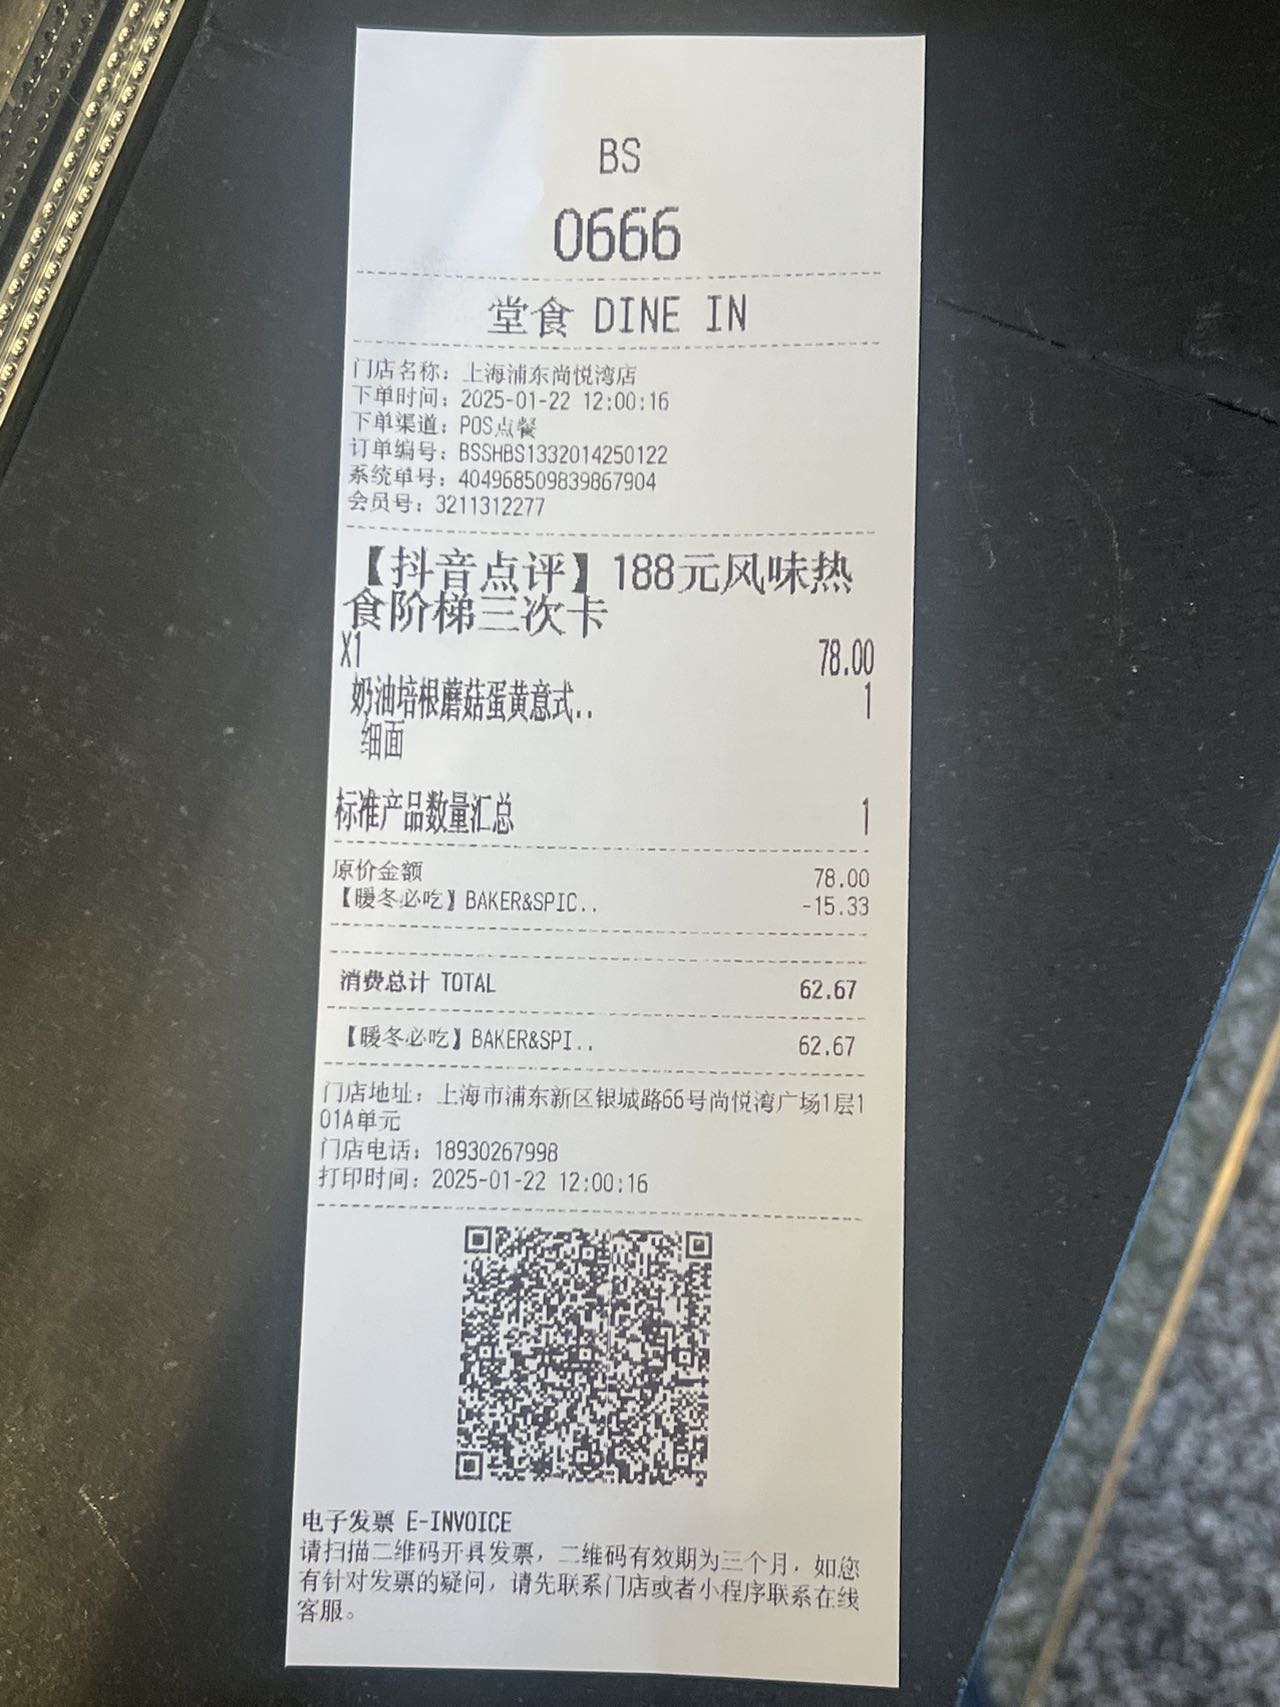 BS
0666
堂食 DINE IN
门店名称：上海浦东尚悦湾店
下单时间：2025-01-22 12:00:16
下单渠道：POS点餐
订单编号：BSSHBS1332014250122
系统单号：404968509839867904
会员号：3211312277
【抖音点评】188元风味热
食阶梯三次卡
X1 78.00
奶油培根蘑菇蛋黄意式.. 1
细面
标准产品数量汇总 1
原价金额 78.00
【暖冬必吃】BAKER&SPIC.. -15.33
消费总计 TOTAL 62.67
【暖冬必吃】BAKER&SPI.. 62.67
门店地址：上海市浦东新区银城路66号尚悦湾广场1层1
01A单元
门店电话：18930267998
打印时间：2025-01-22 12:00:16
电子发票 E-INVOICE
请扫描二维码开具发票，二维码有效期为三个月，如您
有针对发票的疑问，请先联系门店或者小程序联系在线
客服。